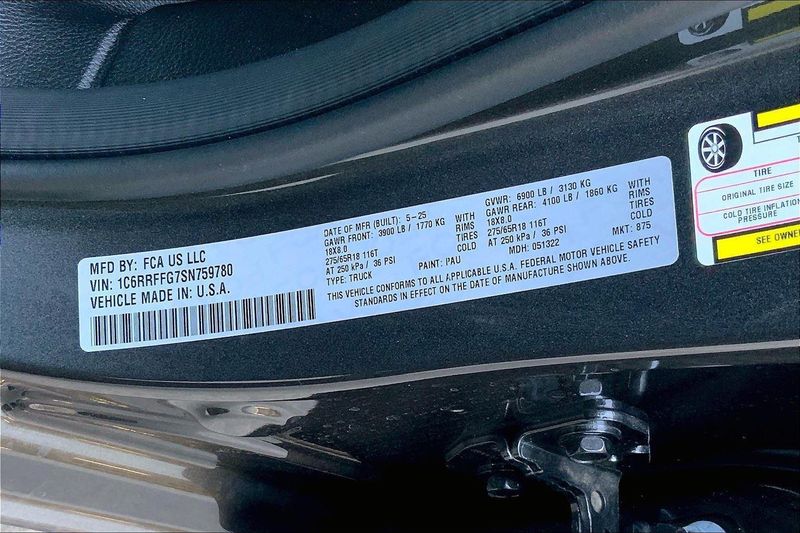 MFD BY: FCA US LLC
VIN: 1C6RRFFG7SN759780
VEHICLE MADE IN U.S.A.
DATE OF MFR (BUILT): 5-25
GAWR FRONT: 3900 LB / 1770 KG WITH
18X8.0 RIMS
275/65R18 116T TIRES
AT 250 kPa / 36 PSI COLD
TYPE: TRUCK PAINT: PAU
GVWR: 6900 LB / 3130 KG
GAWR REAR: 4100 LB / 1860 KG WITH
18X8.0 RIMS
275/65R18 116T TIRES
AT 250 kPa / 36 PSI COLD
MDH: 051322 MKT: 875
THIS VEHICLE CONFORMS TO ALL APPLICABLE U.S.A. FEDERAL MOTOR VEHICLE SAFETY
STANDARDS IN EFFECT ON THE DATE OF MANUFACTURE SHOWN ABOVE.
TIRE
ORIGINAL TIRE SIZE
COLD TIRE INFLATION
PRESSURE
SEE OWNER